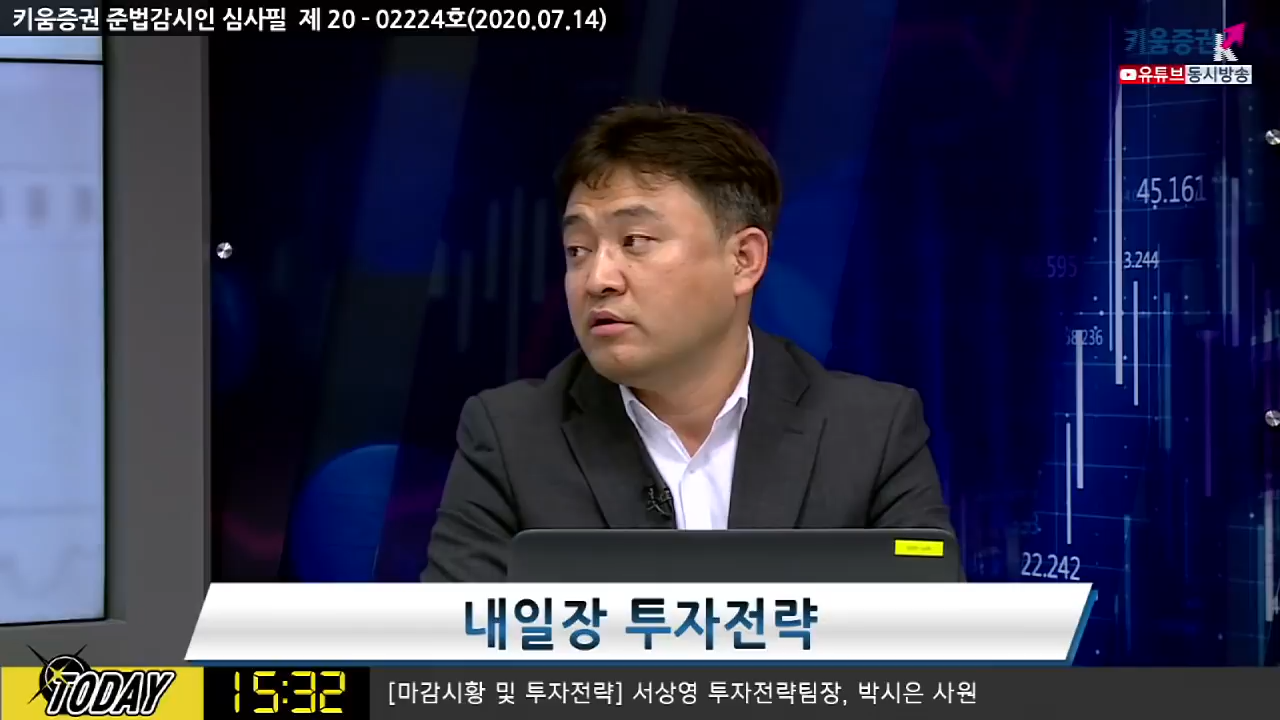 키움증권 준법감시인 심사필 제 20 - 02224호(2020.07.14)
키움증권
유튜브 동시방송
45.161
595
3.244
22.242
내일장 투자전략
TODAY
15:32
[마감시황 및 투자전략] 서상영 투자전략팀장, 박시은 사원